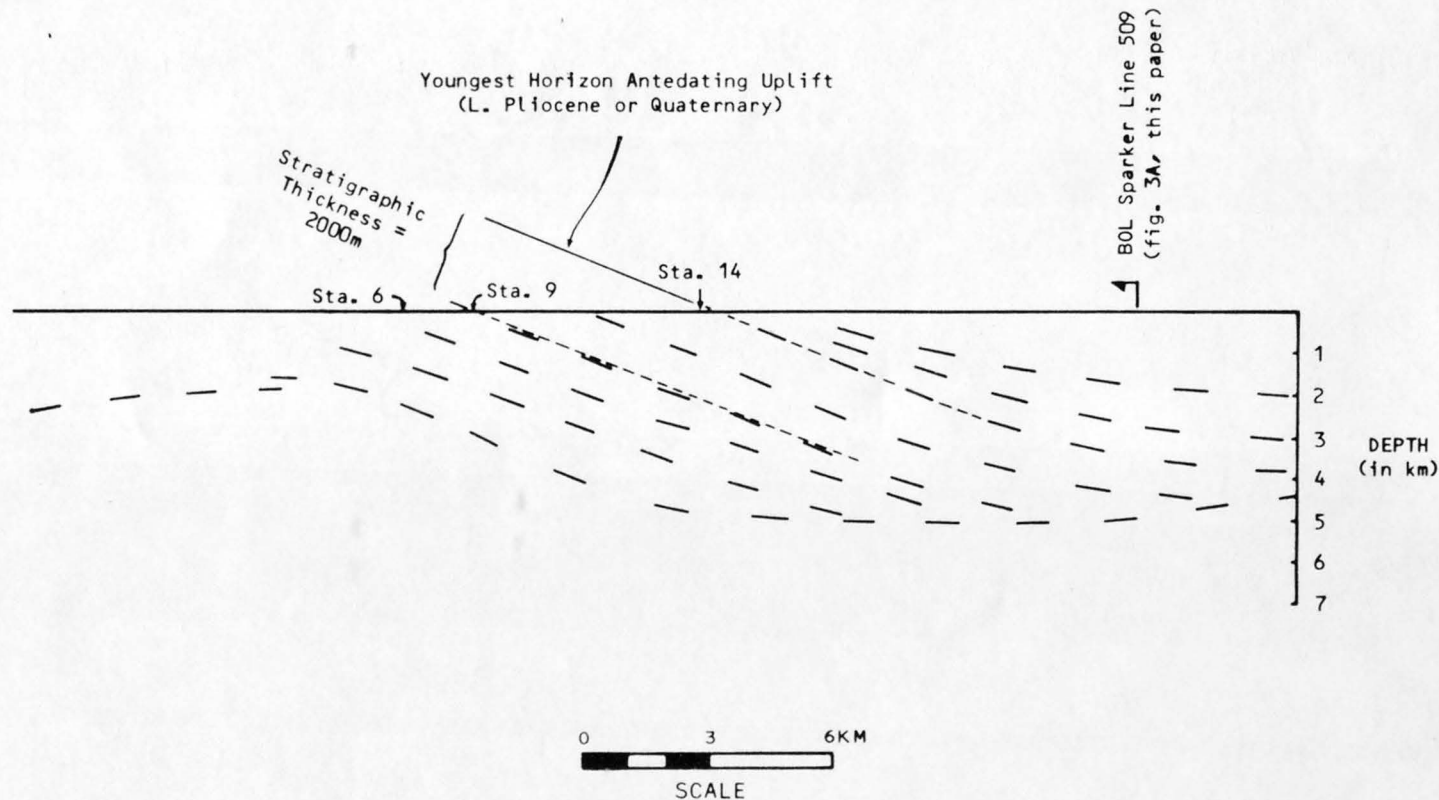 BOL Sparker Line 509
(fig. 3A, this paper)
Youngest Horizon Antedating Uplift
(L. Pliocene or Quaternary)
Stratigraphic
Thickness =
2000m
Sta. 6
Sta. 9
Sta. 14
1
2
3
4
5
6
7
DEPTH
(in km)
0 3 6KM
SCALE